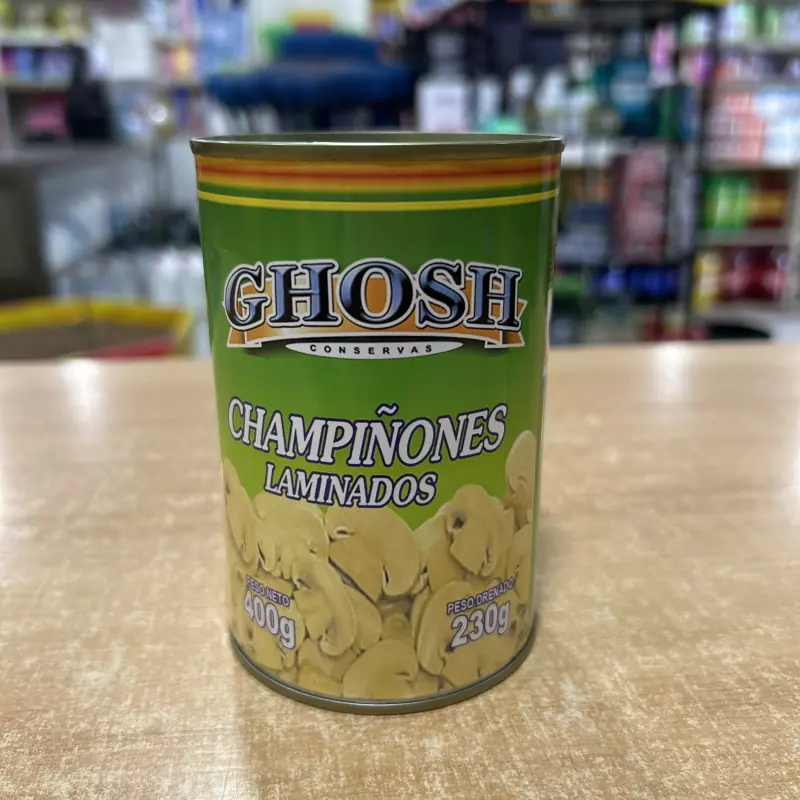 GHOSH
CONSERVAS
CHAMPIÑONES
LAMINADOS
PESO NETO
400g
PESO DRENADO
230g